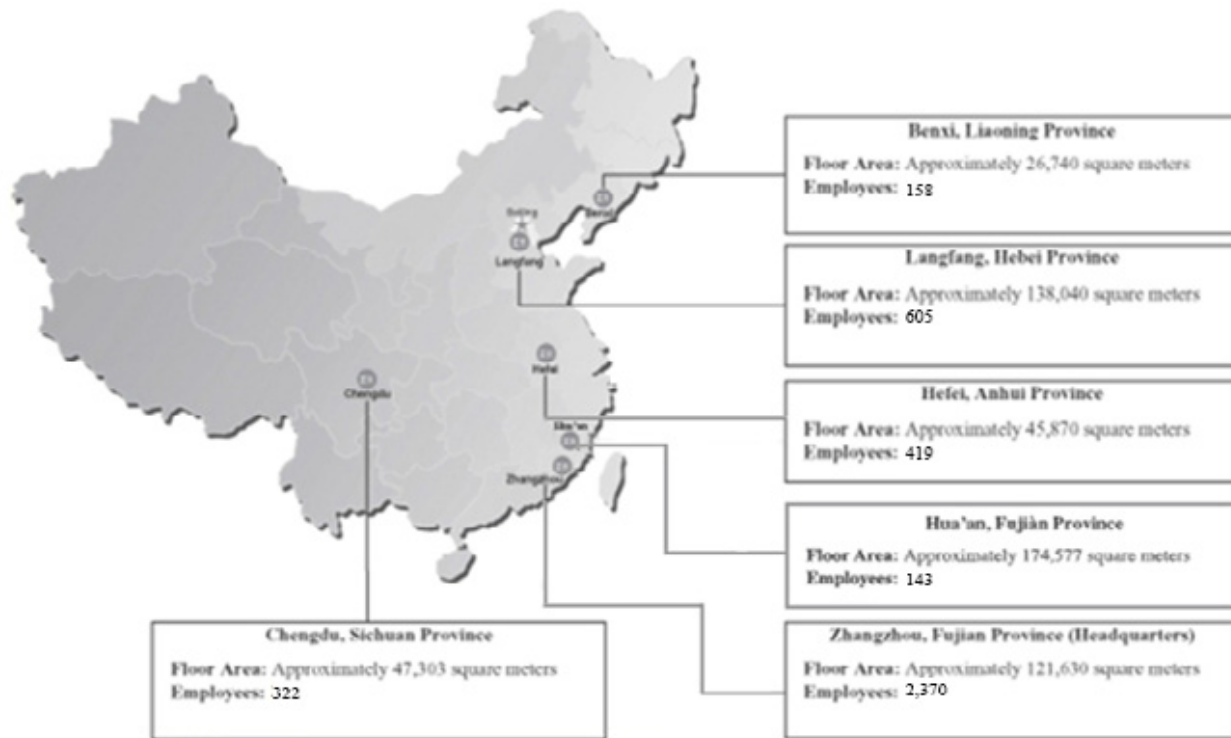 Benxi, Liaoning Province
Floor Area: Approximately 26,740 square meters
Employees: 158
Beijing
Benxi
Langfang
Langfang, Hebei Province
Floor Area: Approximately 138,040 square meters
Employees: 605
Hefei
Chengdu
Hefei, Anhui Province
Floor Area: Approximately 45,870 square meters
Employees: 419
Hua'an
Zhangzhou
Hua'an, Fujiàn Province
Floor Area: Approximately 174,577 square meters
Employees: 143
Chengdu, Sichuan Province
Floor Area: Approximately 47,303 square meters
Employees: 322
Zhangzhou, Fujian Province (Headquarters)
Floor Area: Approximately 121,630 square meters
Employees: 2,370